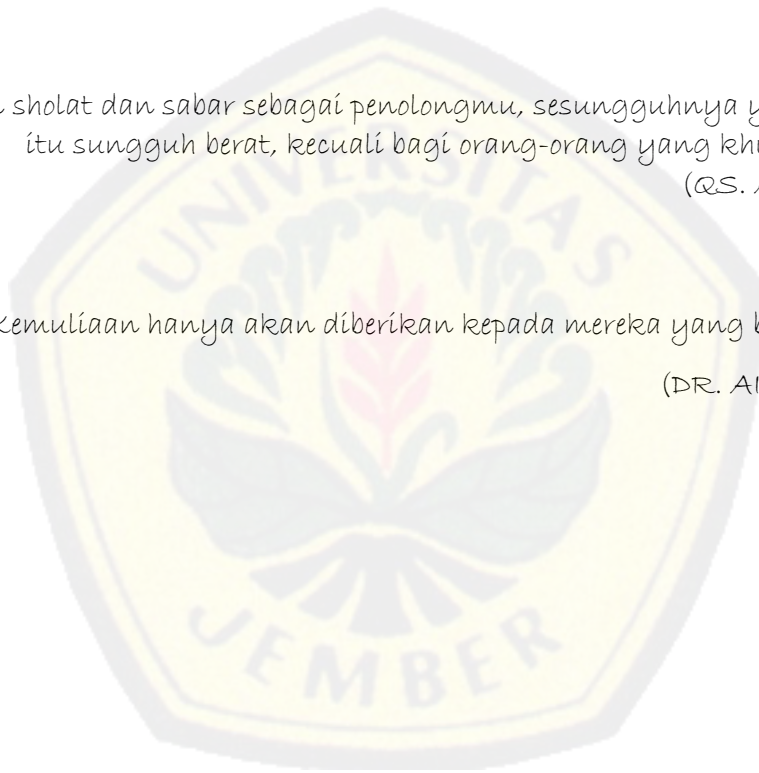 sholat dan sabar sebagai penolongmu, sesungguhnya
itu sungguh berat, kecuali bagi orang-orang yang
(QS.
emuliaan hanya akan diberikan kepada mereka yang
(DR.
UNIVERSITAS
JEMBER